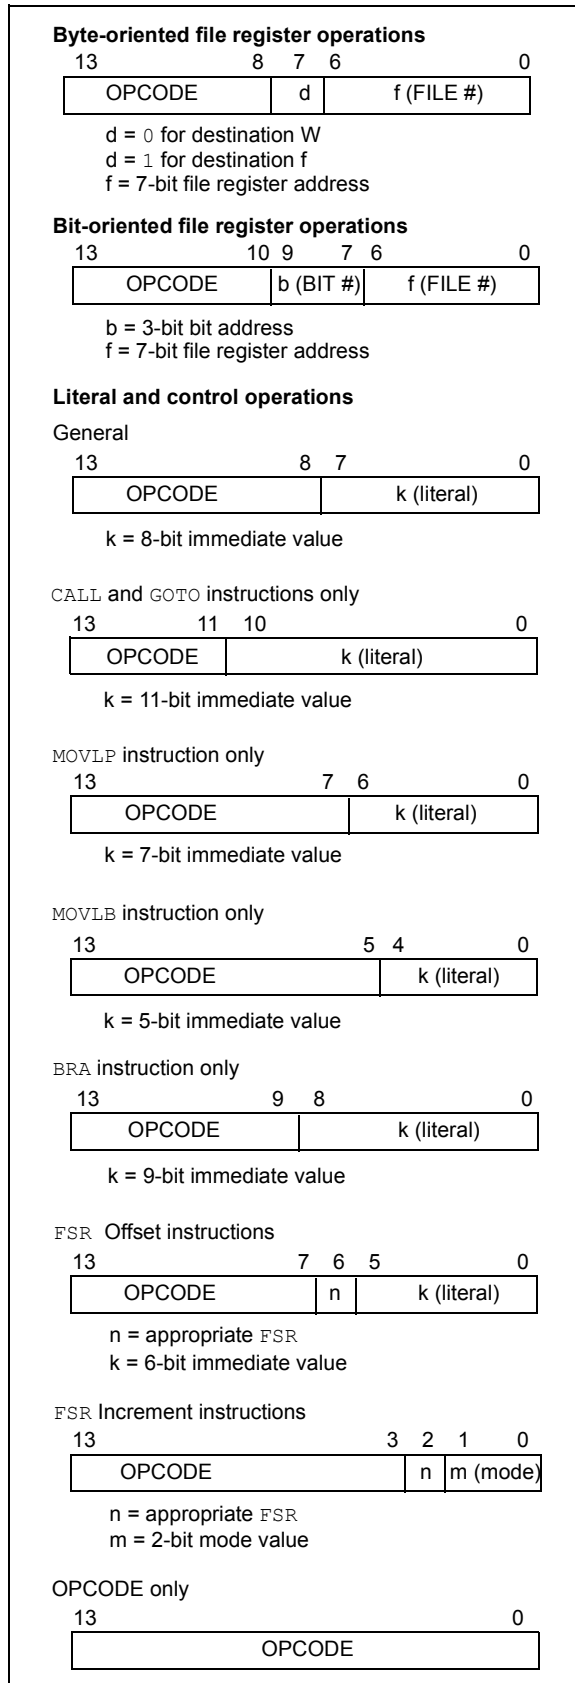 Byte-oriented file register operations
13 8 7 6 0
OPCODE d f (FILE #)
d = 0 for destination W
d = 1 for destination f
f = 7-bit file register address
Bit-oriented file register operations
13 10 9 7 6 0
OPCODE b (BIT #) f (FILE #)
b = 3-bit bit address
f = 7-bit file register address
Literal and control operations
General
13 8 7 0
OPCODE k (literal)
k = 8-bit immediate value
CALL and GOTO instructions only
13 11 10 0
OPCODE k (literal)
k = 11-bit immediate value
MOVLP instruction only
13 7 6 0
OPCODE k (literal)
k = 7-bit immediate value
MOVLB instruction only
13 5 4 0
OPCODE k (literal)
k = 5-bit immediate value
BRA instruction only
13 9 8 0
OPCODE k (literal)
k = 9-bit immediate value
FSR Offset instructions
13 7 6 5 0
OPCODE n k (literal)
n = appropriate FSR
k = 6-bit immediate value
FSR Increment instructions
13 3 2 1 0
OPCODE n m (mode)
n = appropriate FSR
m = 2-bit mode value
OPCODE only
13 0
OPCODE